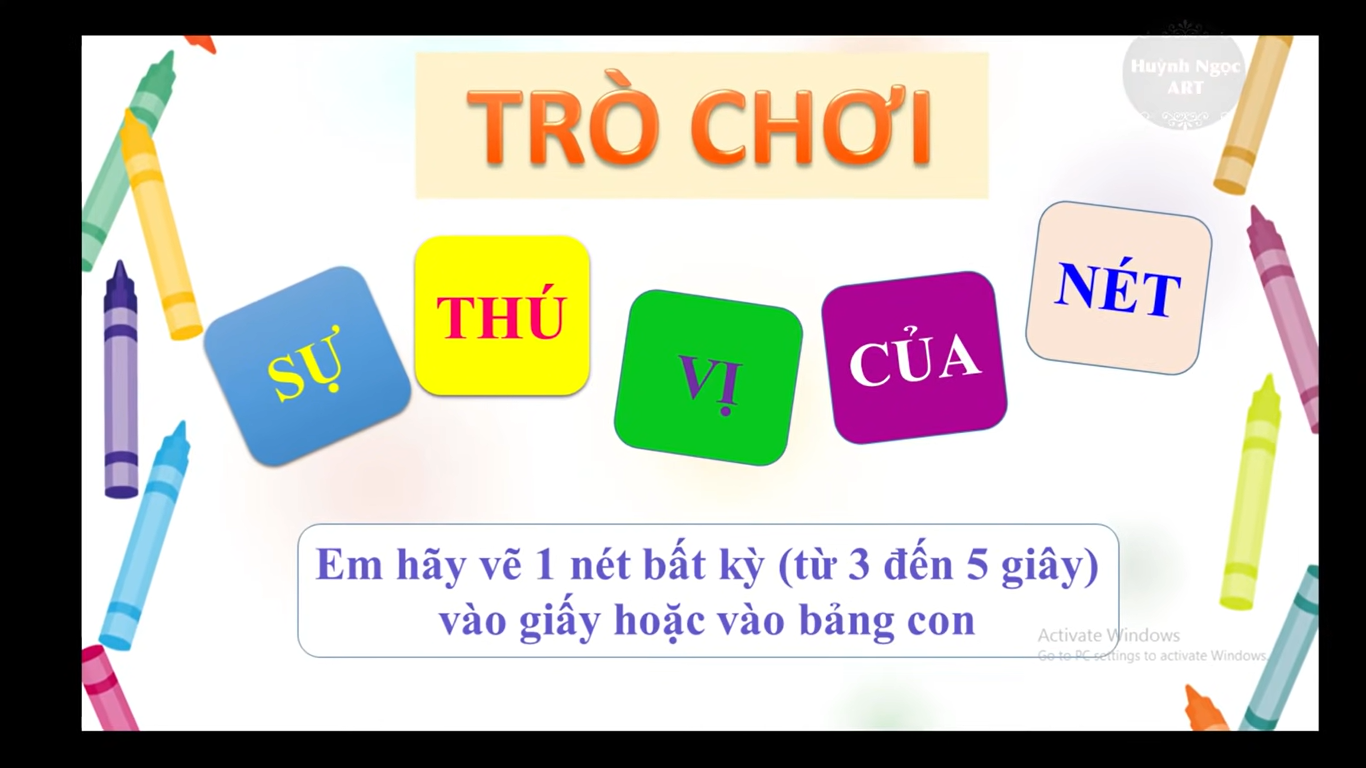 Huỳnh Ngọc
ART
TRÒ CHƠI
SỰ THÚ VỊ CỦA NÉT
Em hãy vẽ 1 nét bất kỳ (từ 3 đến 5 giây)
vào giấy hoặc vào bảng con
Activate Windows
Go to PC settings to activate Windows.